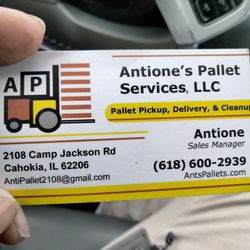 A P
Antione's Pallet
Services, LLC
Pallet Pickup, Delivery, & Cleanup
Antione
Sales Manager
2108 Camp Jackson Rd
Cahokia, IL 62206
(618) 600-2939
AntiPallet2108@gmail.com
AntsPallets.com